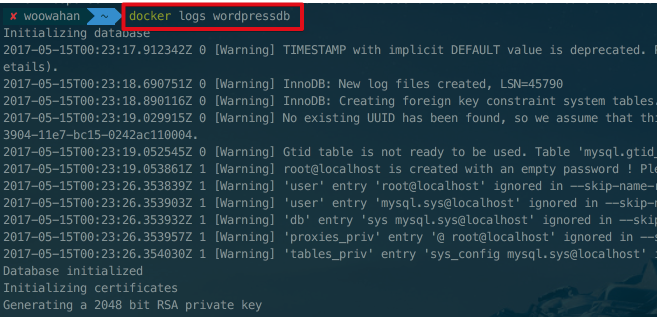 ✘ woowahan ~ docker logs wordpressdb
Initializing database
2017-05-15T00:23:17.912342Z 0 [Warning] TIMESTAMP with implicit DEFAULT value is deprecated.
etails).
2017-05-15T00:23:18.690751Z 0 [Warning] InnoDB: New log files created, LSN=45790
2017-05-15T00:23:18.890116Z 0 [Warning] InnoDB: Creating foreign key constraint system tables.
2017-05-15T00:23:19.029915Z 0 [Warning] No existing UUID has been found, so we assume that thi
3904-11e7-bc15-0242ac110004.
2017-05-15T00:23:19.052545Z 0 [Warning] Gtid table is not ready to be used. Table 'mysql.gtid_
2017-05-15T00:23:19.053861Z 1 [Warning] root@localhost is created with an empty password ! Ple
2017-05-15T00:23:26.353839Z 1 [Warning] 'user' entry 'root@localhost' ignored in --skip-name-r
2017-05-15T00:23:26.353903Z 1 [Warning] 'user' entry 'mysql.sys@localhost' ignored in --skip-n
2017-05-15T00:23:26.353932Z 1 [Warning] 'db' entry 'sys mysql.sys@localhost' ignored in --skip
2017-05-15T00:23:26.353957Z 1 [Warning] 'proxies_priv' entry '@ root@localhost' ignored in --s
2017-05-15T00:23:26.354030Z 1 [Warning] 'tables_priv' entry 'sys_config mysql.sys@localhost' i
Database initialized
Initializing certificates
Generating a 2048 bit RSA private key